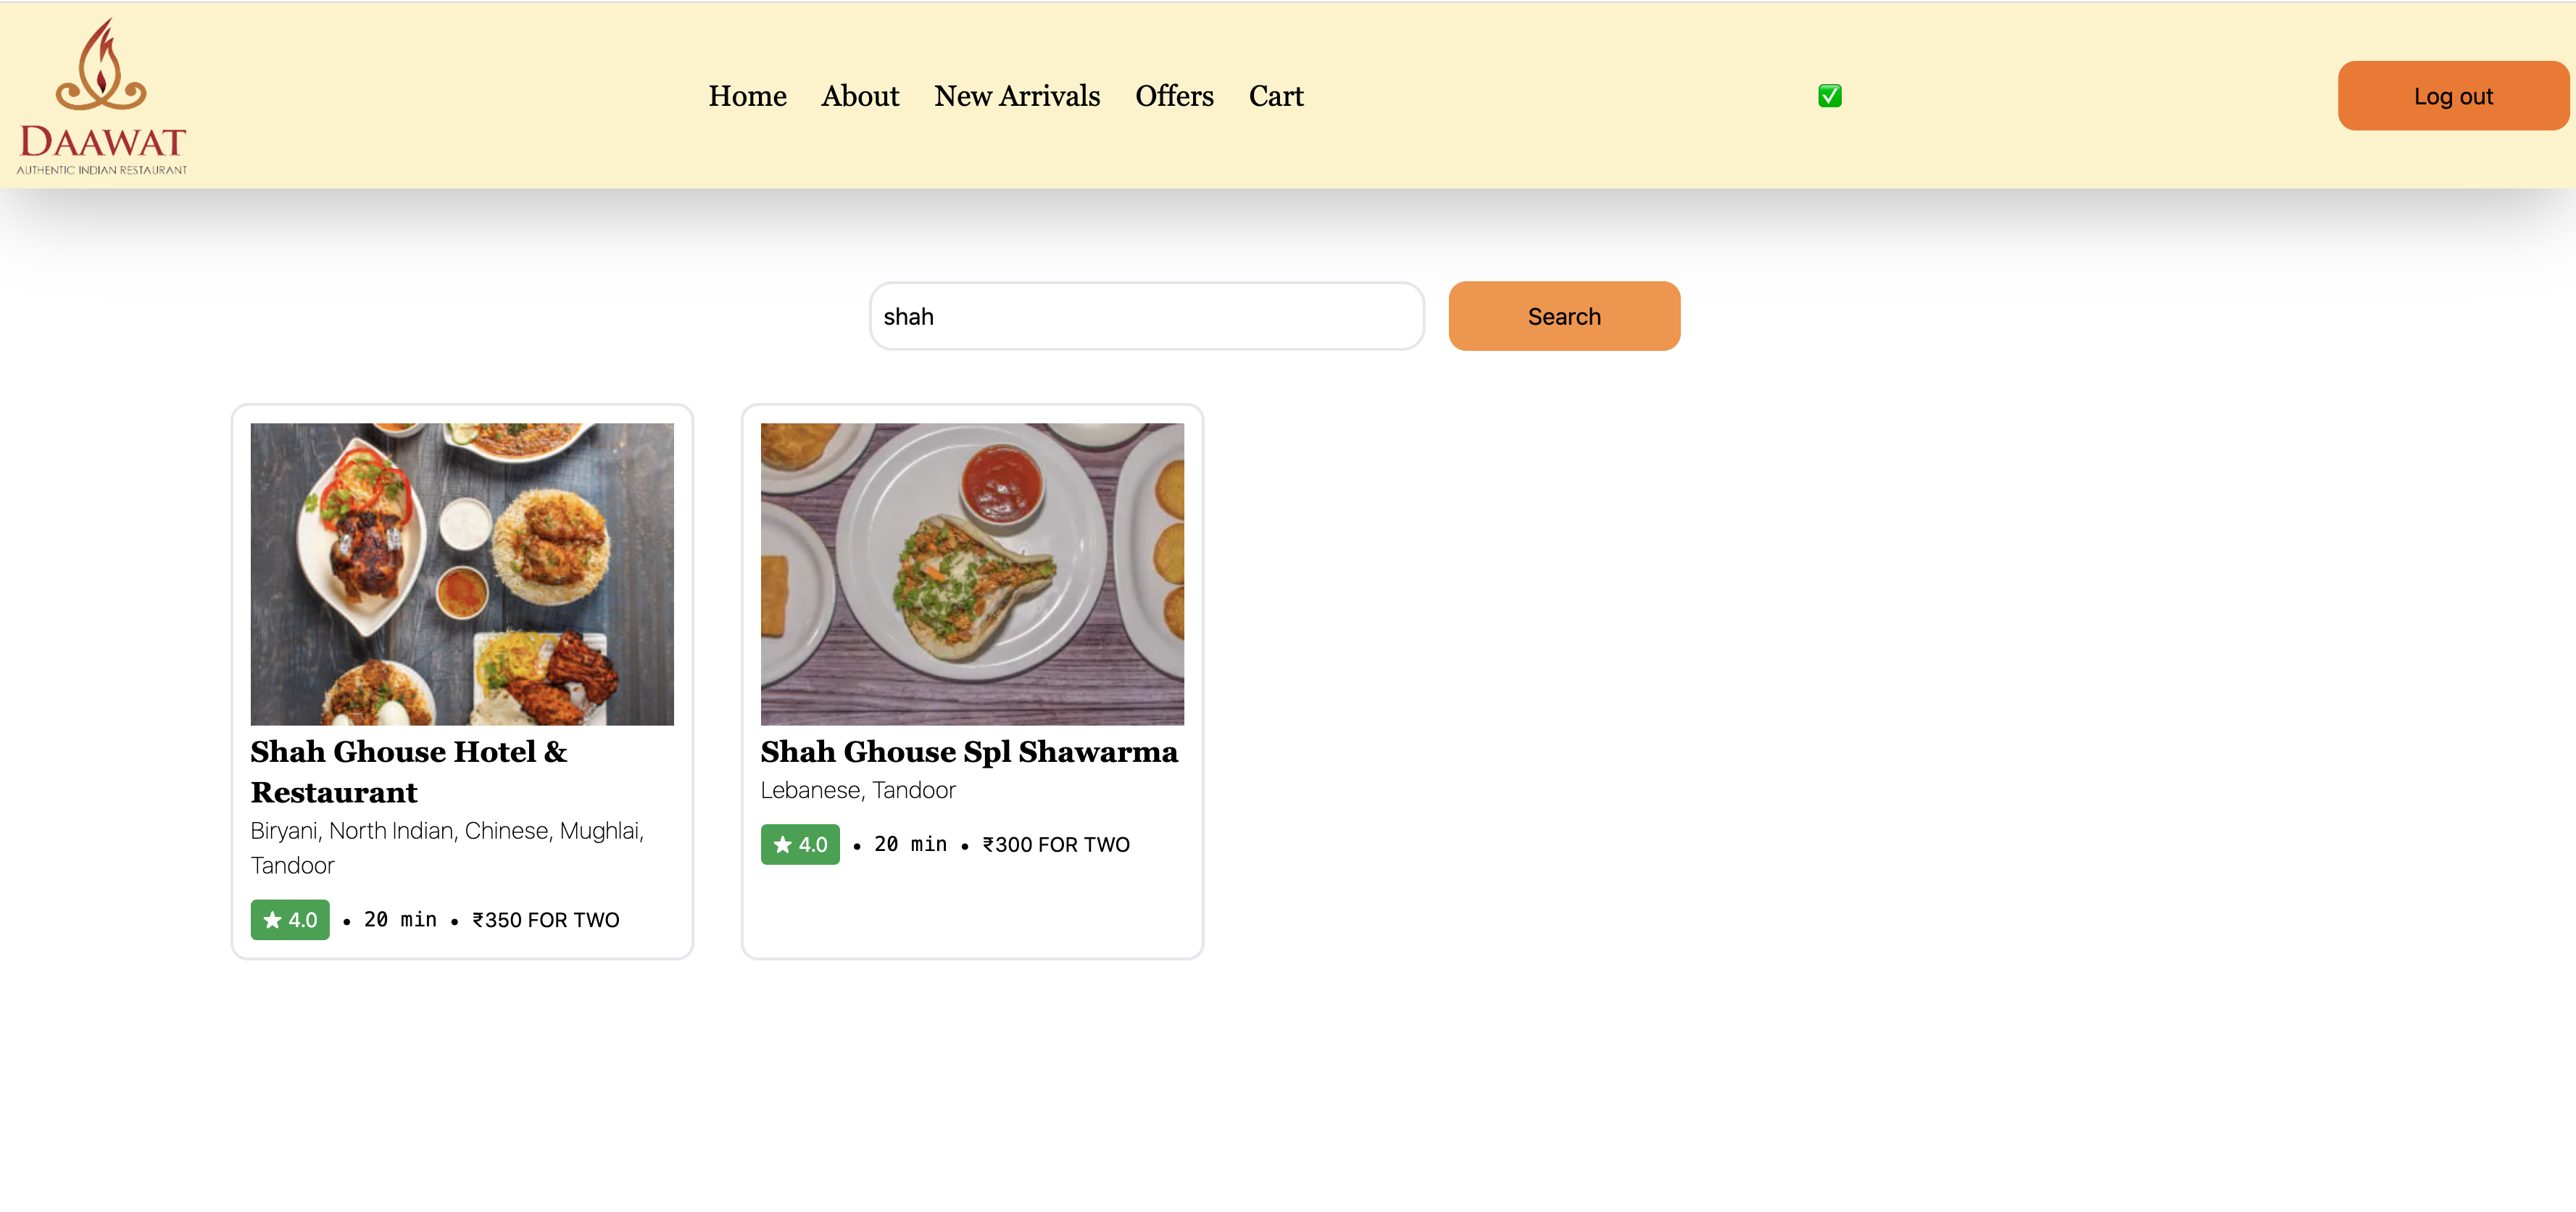 DAAWAT
AUTHENTIC INDIAN RESTAURANT
Home About New Arrivals Offers Cart ✅ Log out
shah Search
Shah Ghouse Hotel &
Restaurant
Biryani, North Indian, Chinese, Mughlai,
Tandoor
★ 4.0 • 20 min • ₹350 FOR TWO
Shah Ghouse Spl Shawarma
Lebanese, Tandoor
★ 4.0 • 20 min • ₹300 FOR TWO